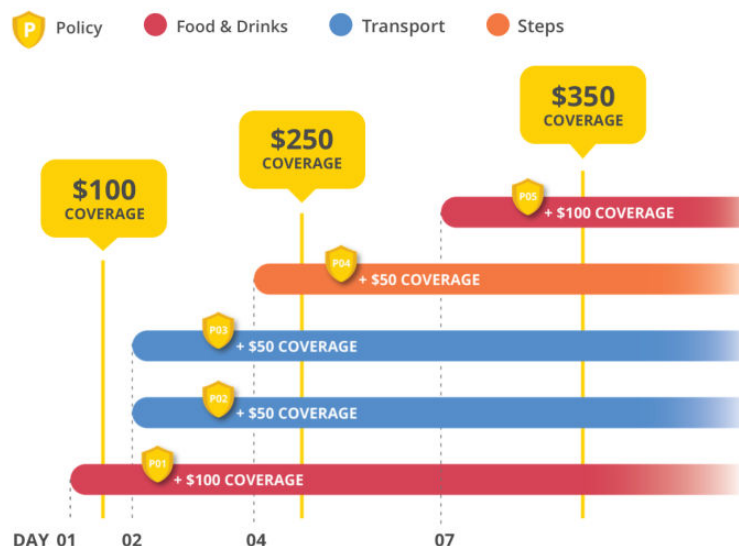 P Policy Food & Drinks Transport Steps
$350
COVERAGE
$250
COVERAGE
$100
COVERAGE
P05 + $100 COVERAGE
P04 + $50 COVERAGE
P03 + $50 COVERAGE
P02 + $50 COVERAGE
P01 + $100 COVERAGE
DAY 01 02 04 07